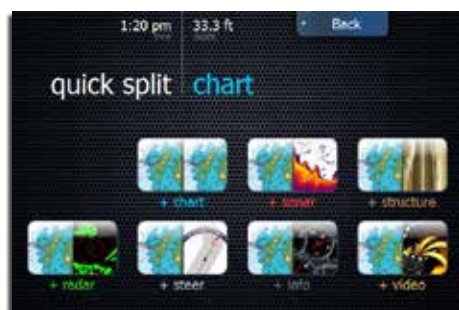 1:20 pm 33.3 ft
Back
quick split chart
+ chart + sonar + structure
+ radar + steer + info + video